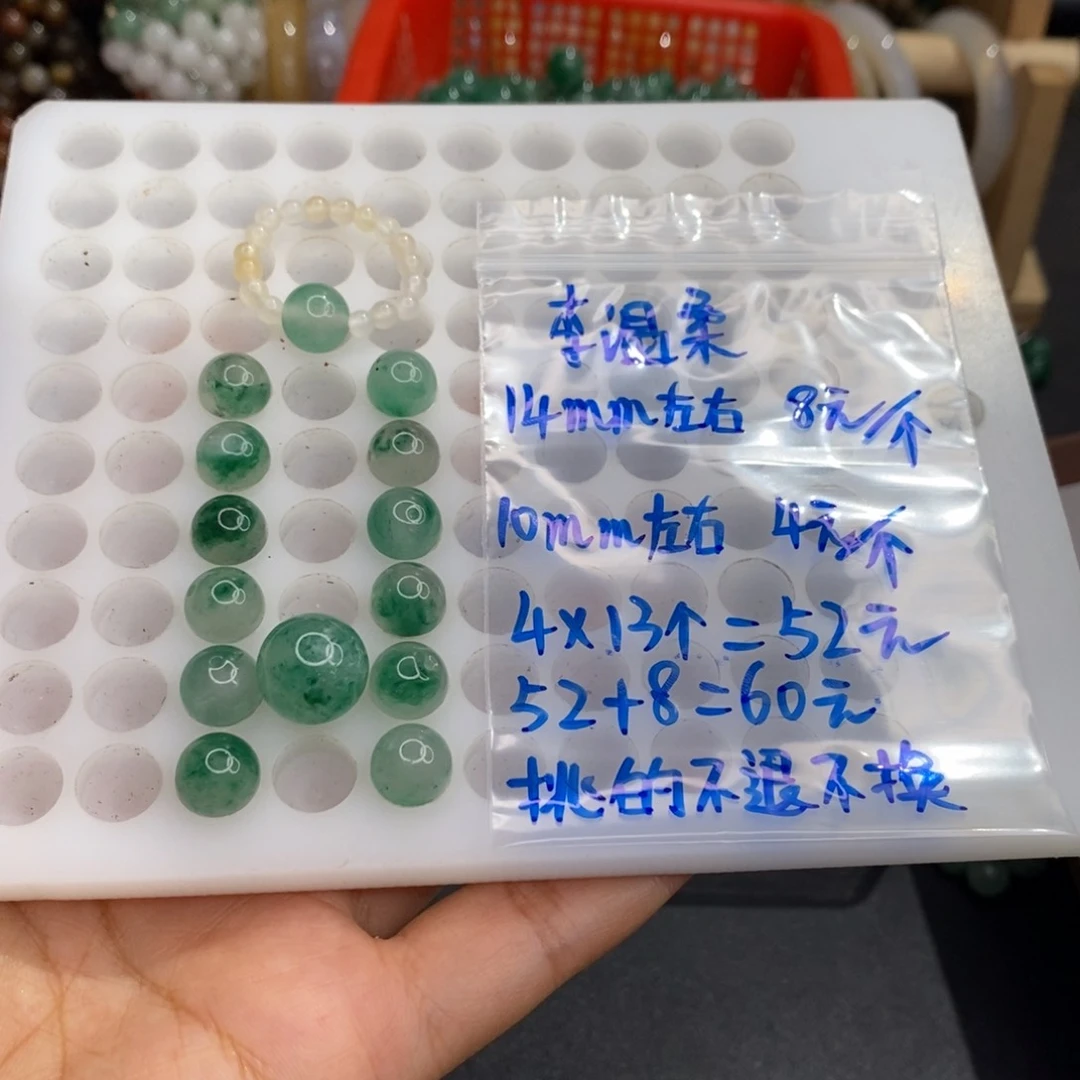 李温柔
14mm左右 8元/个
10mm左右 4元/个
4×13个=52元
52+8=60元
挑的不退不换